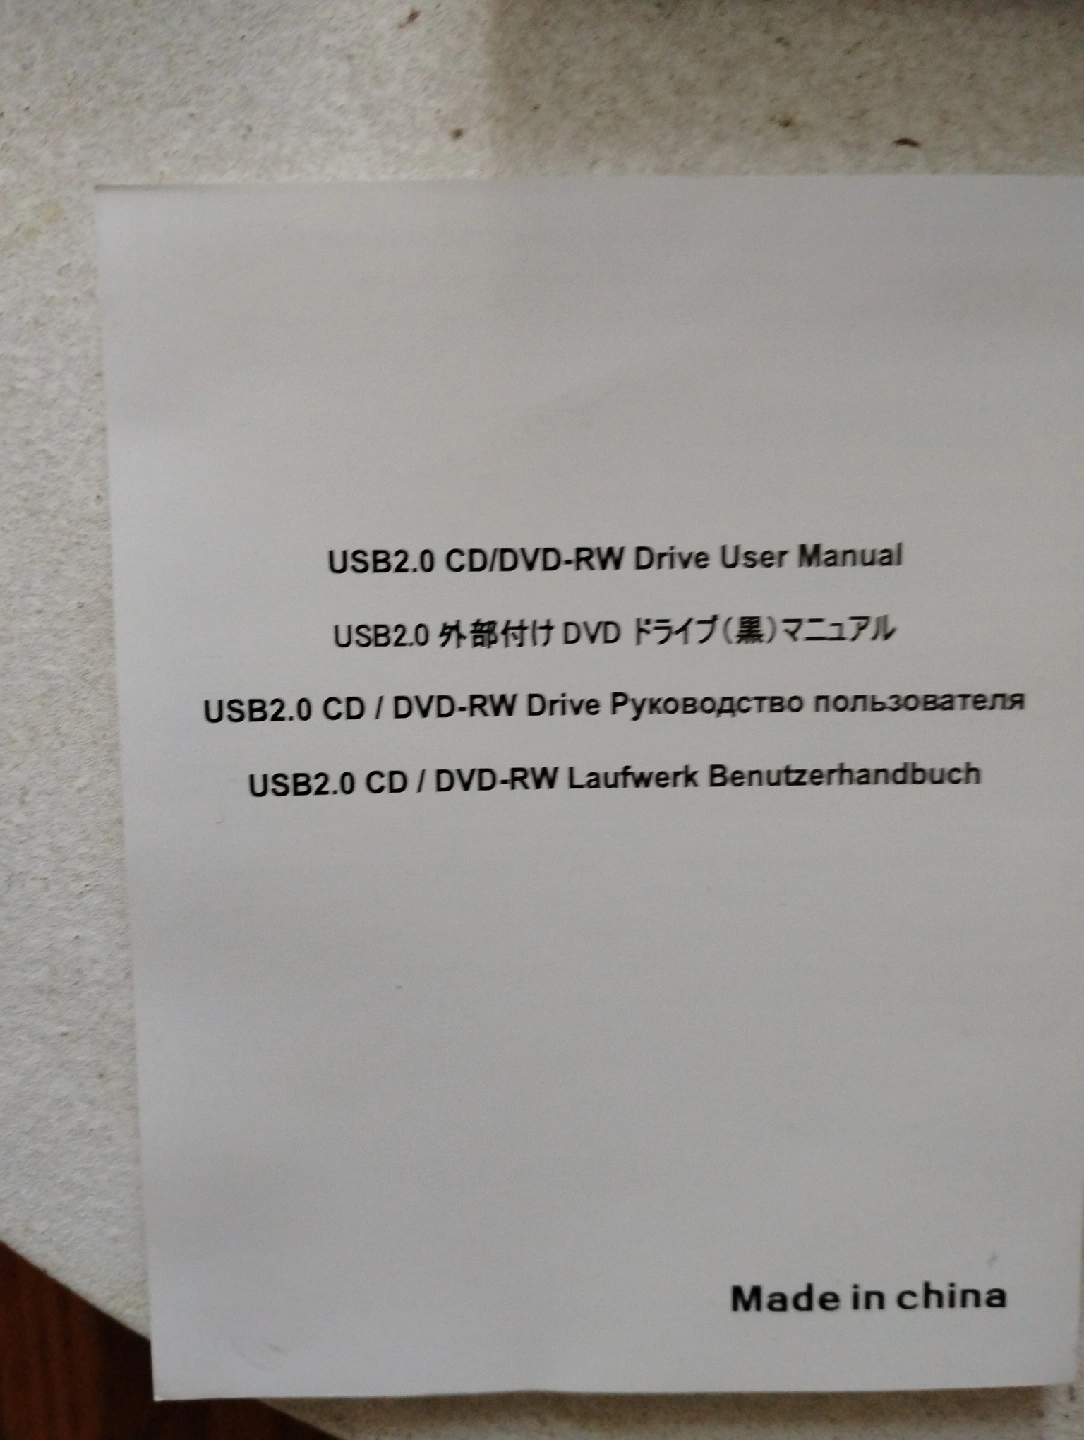 USB2.0 CD/DVD-RW Drive User Manual
USB2.0 外部付け DVD ドライブ（黒）マニュアル
USB2.0 CD / DVD-RW Drive Руководство пользователя
USB2.0 CD / DVD-RW Laufwerk Benutzerhandbuch
Made in china